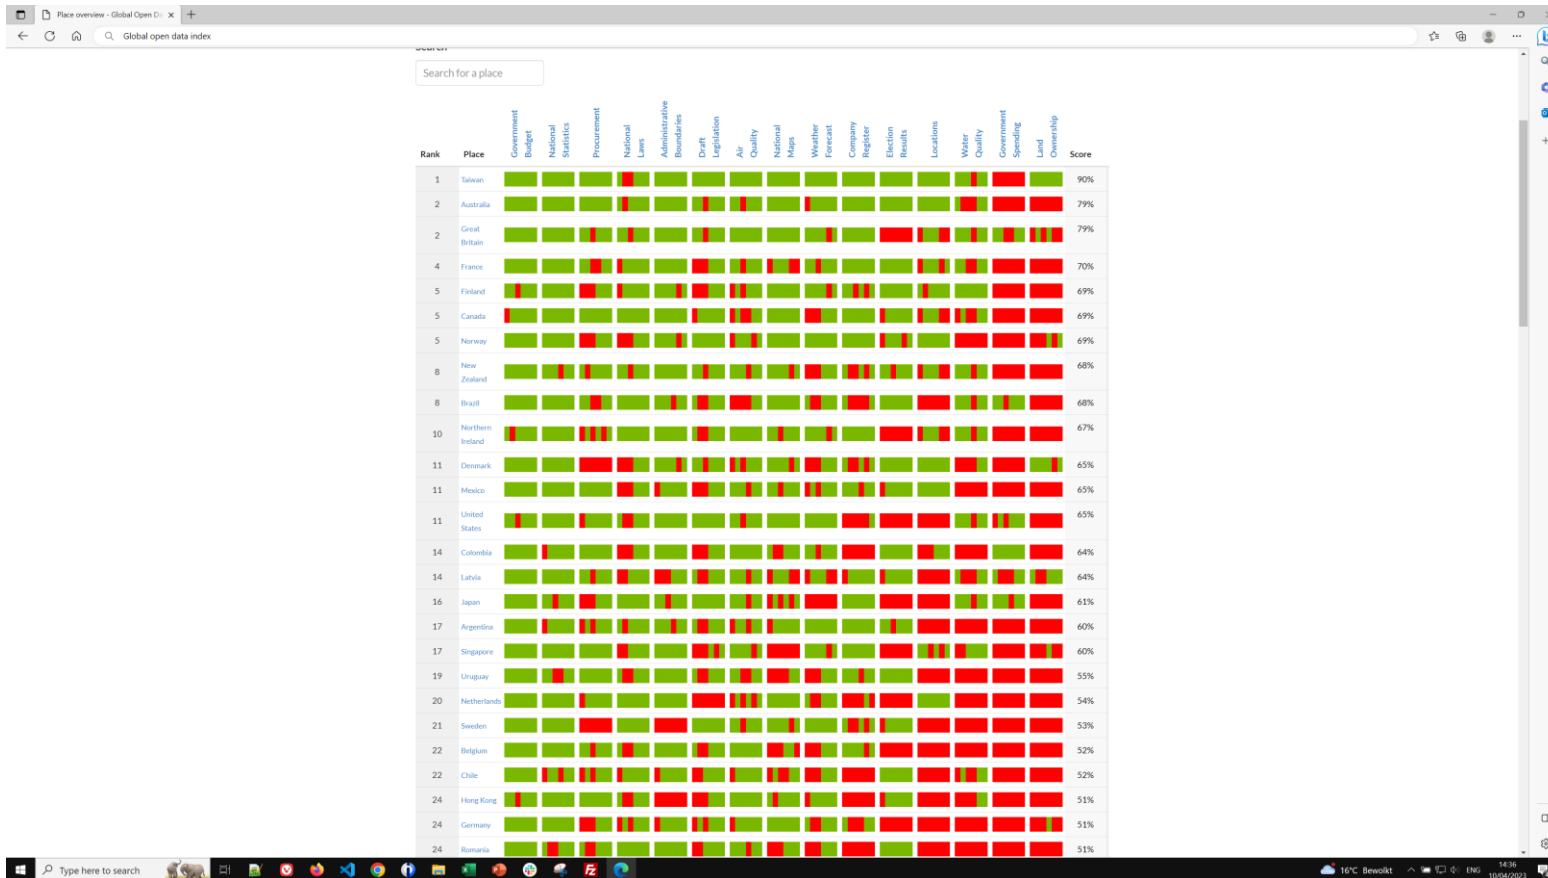 Place overview - Global Open D
Global open data index
Search
Search for a place
Rank
Place
Government Budget
National Statistics
Procurement
National Laws
Administrative Boundaries
Draft Legislation
Air Quality
National Maps
Weather Forecast
Company Register
Election Results
Locations
Water Quality
Government Spending
Land Ownership
Score
1 Taiwan 90%
2 Australia 79%
2 Great Britain 79%
4 France 70%
5 Finland 69%
5 Canada 69%
5 Norway 69%
8 New Zealand 68%
8 Brazil 68%
10 Northern Ireland 67%
11 Denmark 65%
11 Mexico 65%
11 United States 65%
14 Colombia 64%
14 Latvia 64%
16 Japan 61%
17 Argentina 60%
17 Singapore 60%
19 Uruguay 55%
20 Netherlands 54%
21 Sweden 53%
22 Belgium 52%
22 Chile 52%
24 Hong Kong 51%
24 Germany 51%
24 Romania 51%
Type here to search
16°C Bewolkt
ENG
14:36
10/04/2023